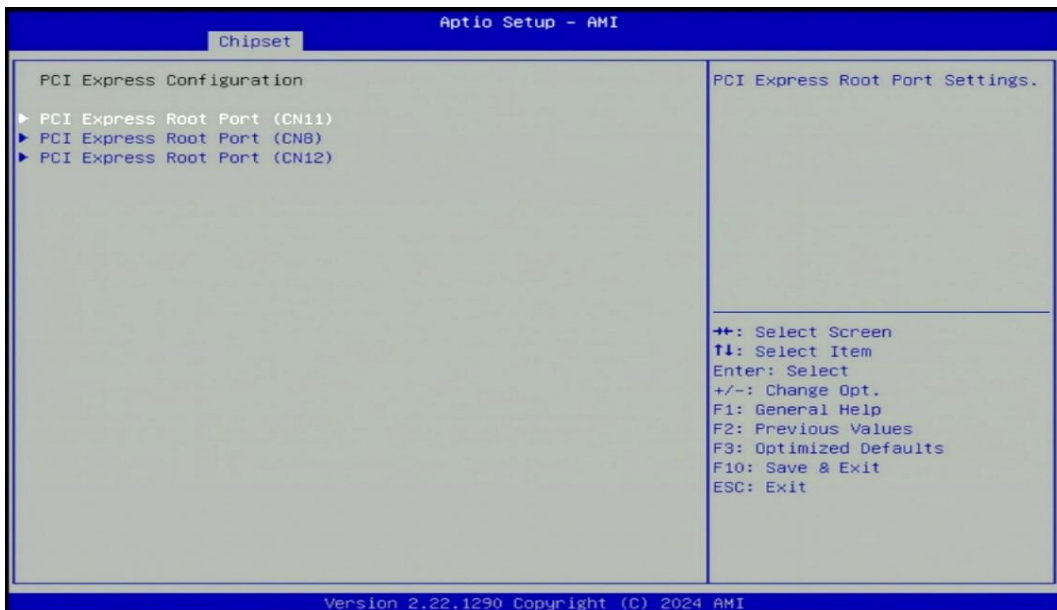 Aptio Setup - AMI
Chipset
PCI Express Configuration
PCI Express Root Port (CN11)
PCI Express Root Port (CN8)
PCI Express Root Port (CN12)
PCI Express Root Port Settings.
→←: Select Screen
↑↓: Select Item
Enter: Select
+/-: Change Opt.
F1: General Help
F2: Previous Values
F3: Optimized Defaults
F10: Save & Exit
ESC: Exit
Version 2.22.1290 Copyright (C) 2024 AMI